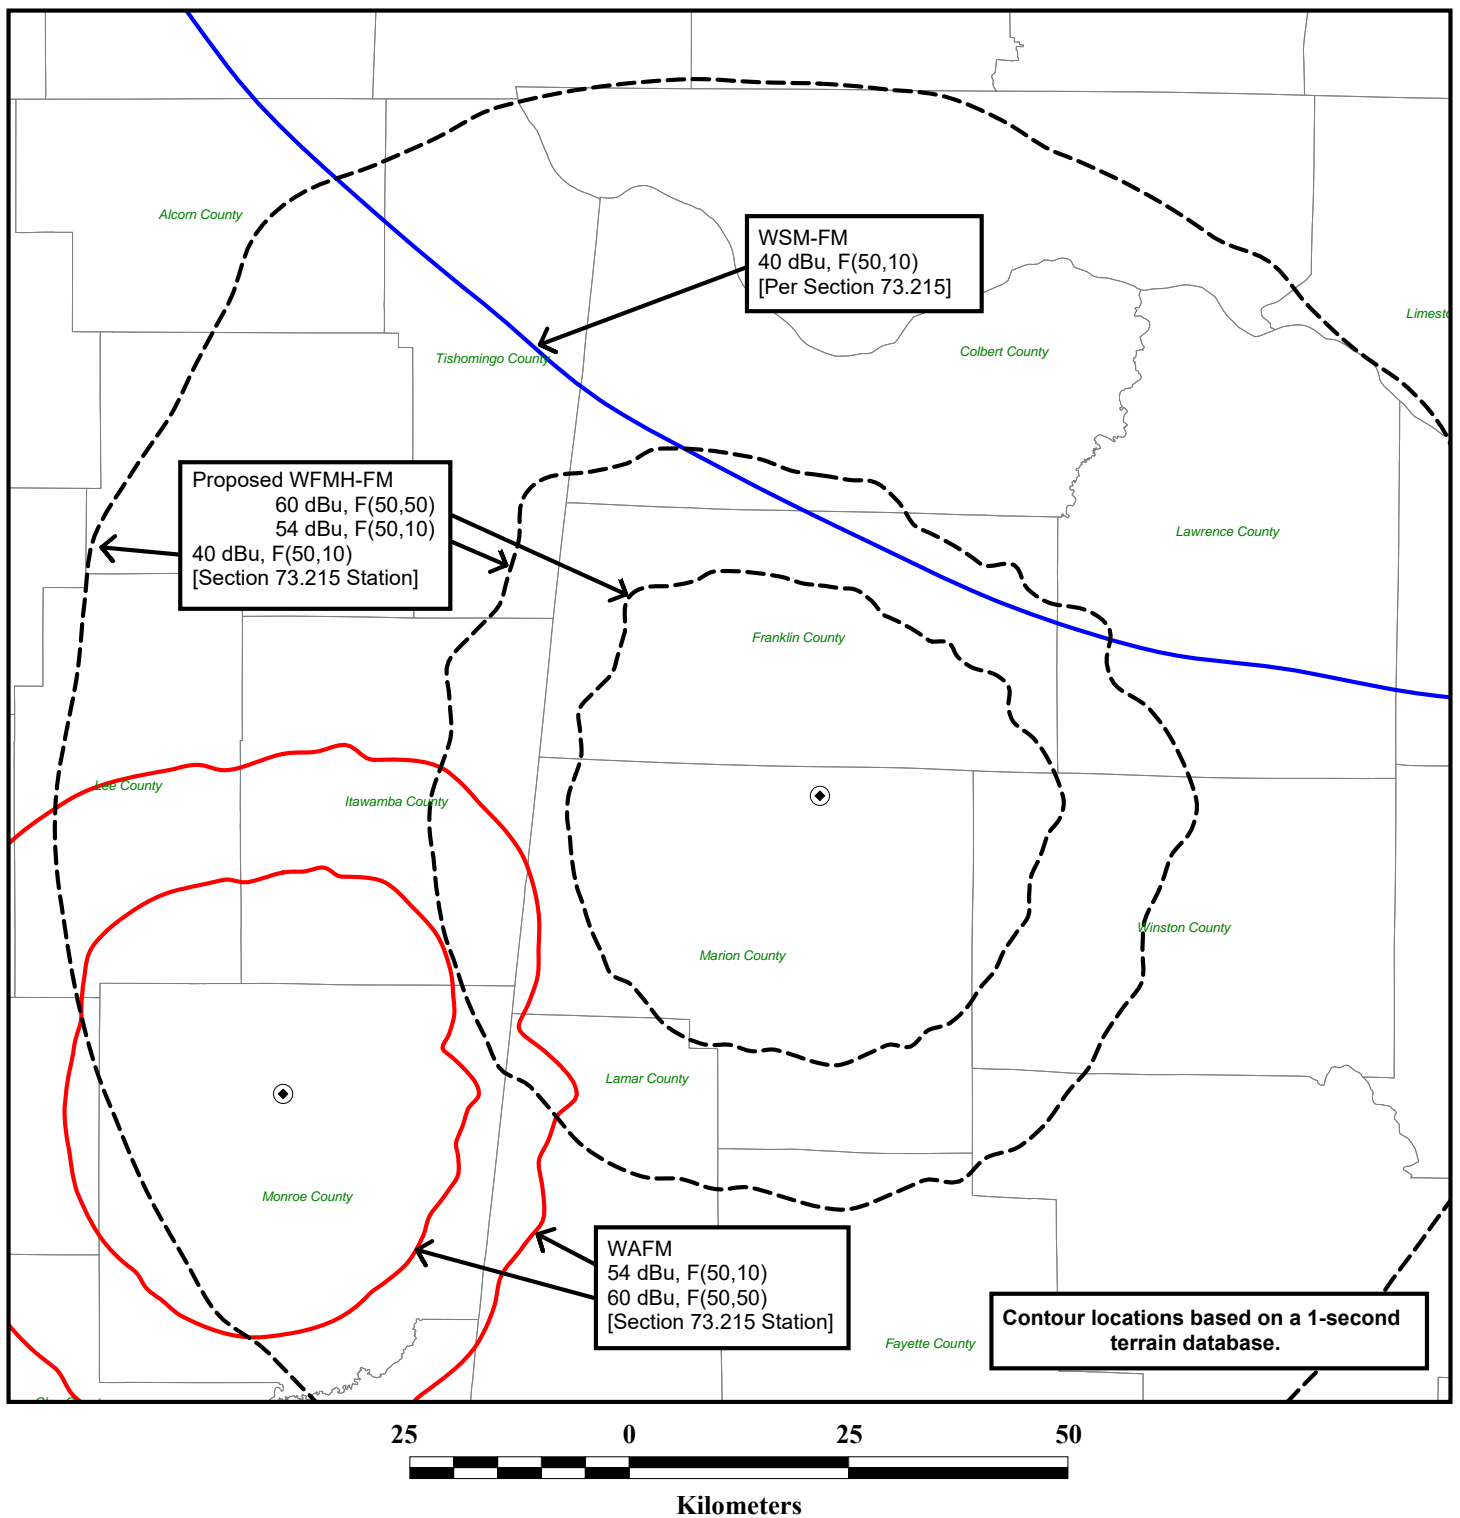 Alcorn County
WSM-FM
40 dBu, F(50,10)
[Per Section 73.215]
Tishomingo County
Colbert County
Proposed WFMH-FM
60 dBu, F(50,50)
54 dBu, F(50,10)
40 dBu, F(50,10)
[Section 73.215 Station]
Lawrence County
Franklin County
Lee County
Itawamba County
Marion County
Winston County
Lamar County
Monroe County
WAFM
54 dBu, F(50,10)
60 dBu, F(50,50)
[Section 73.215 Station]
Fayette County
Contour locations based on a 1-second
terrain database.
25 0 25 50
Kilometers